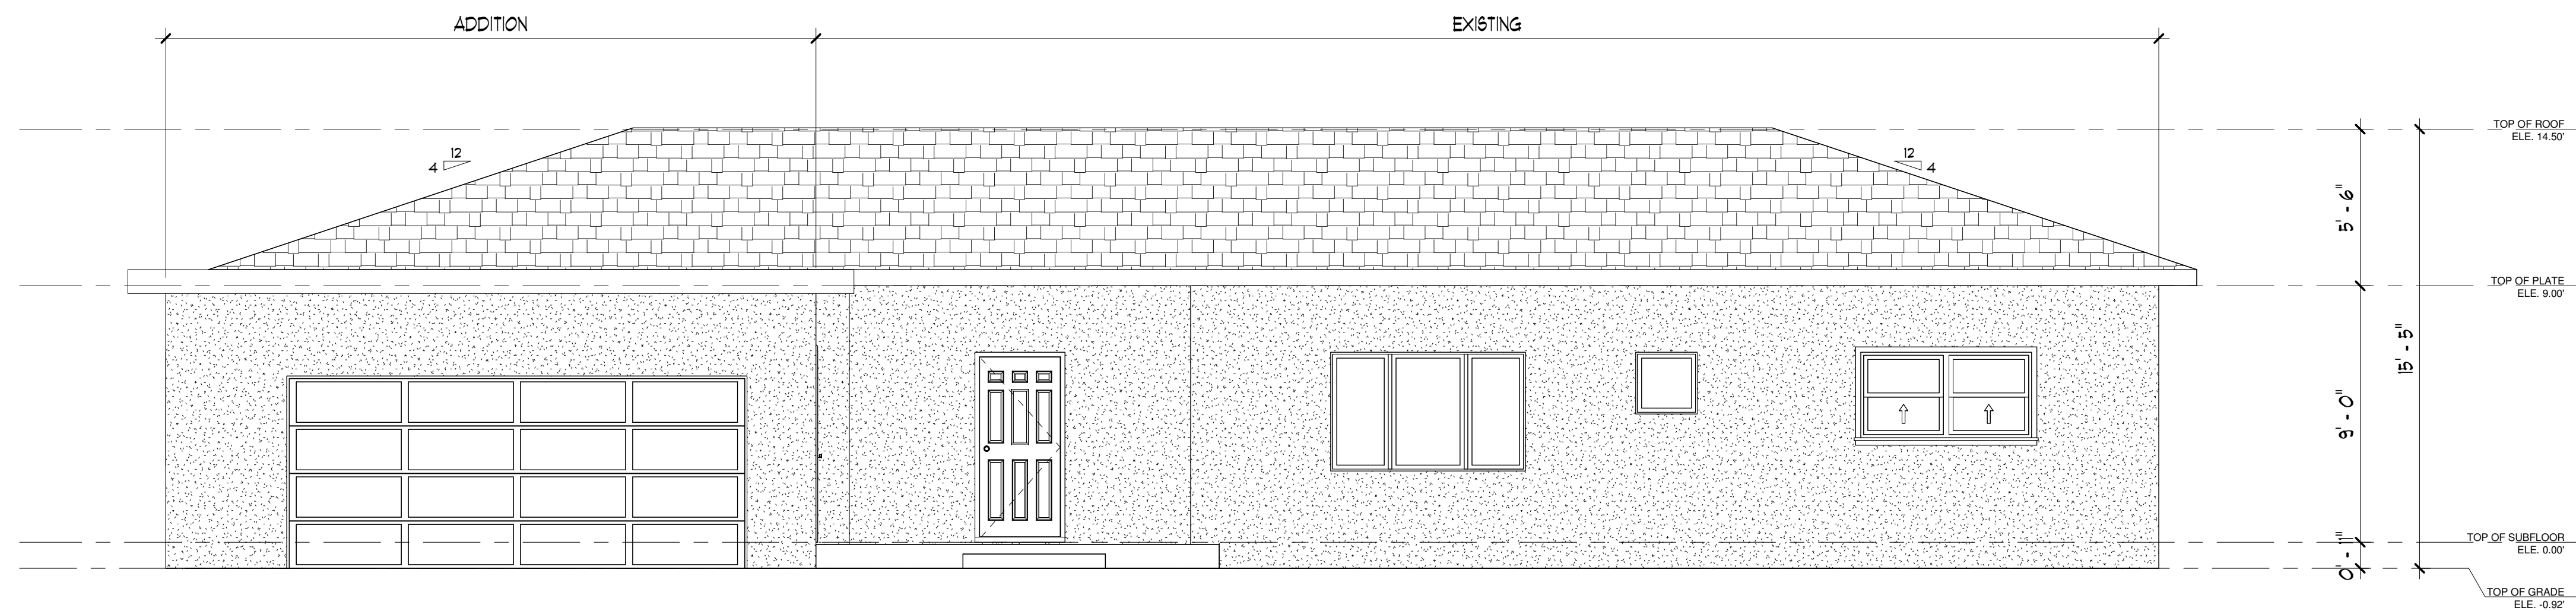 ADDITION
EXISTING
12
4
12
4
TOP OF ROOF
ELE. 14.50'
5' - 6"
TOP OF PLATE
ELE. 9.00'
15' - 5"
9' - 0"
TOP OF SUBFLOOR
ELE. 0.00'
0' - 11"
TOP OF GRADE
ELE. -0.92'